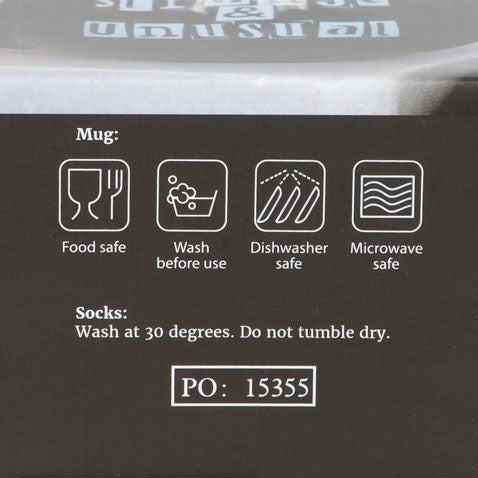 &
unusual
Mug:
Food safe
Wash
before use
Dishwasher
safe
Microwave
safe
Socks:
Wash at 30 degrees. Do not tumble dry.
PO: 15355